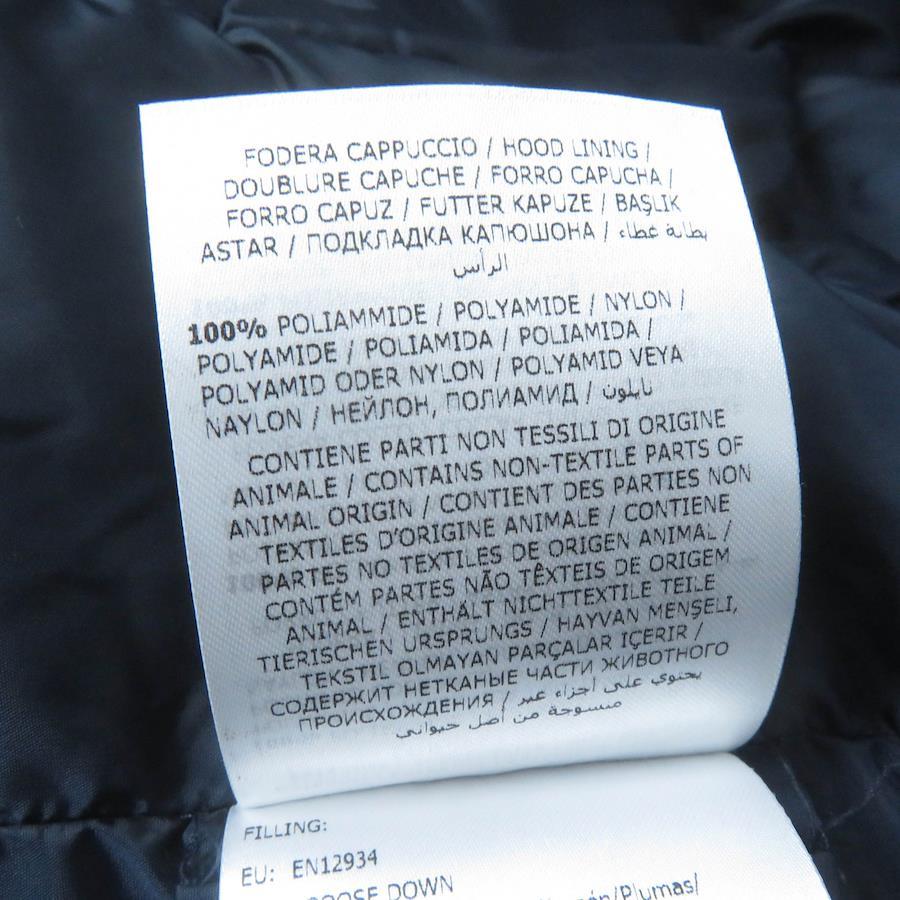 FODERA CAPPUCCIO / HOOD LINING /
DOUBLURE CAPUCHE / FORRO CAPUCHA /
FORRO CAPUZ / FUTTER KAPUZE / BAŞLIK
ASTAR / ПОДКЛАДКА КАПЮШОНА / بطانة غطاء
الرأس
100% POLIAMMIDE / POLYAMIDE / NYLON /
POLYAMIDE / POLIAMIDA / POLIAMIDA /
POLYAMID ODER NYLON / POLYAMID VEYA
NAYLON / НЕЙЛОН, ПОЛИАМИД / نايلون
CONTIENE PARTI NON TESSILI DI ORIGINE
ANIMALE / CONTAINS NON-TEXTILE PARTS OF
ANIMAL ORIGIN / CONTIENT DES PARTIES NON
TEXTILES D'ORIGINE ANIMALE / CONTIENE
PARTES NO TEXTILES DE ORIGEN ANIMAL /
CONTÉM PARTES NÃO TÊXTEIS DE ORIGEM
ANIMAL / ENTHÄLT NICHTTEXTILE TEILE
TIERISCHEN URSPRUNGS / HAYVAN MENŞELI,
TEKSTIL OLMAYAN PARÇALAR IÇERIR /
СОДЕРЖИТ НЕТКАНЫЕ ЧАСТИ ЖИВОТНОГО
ПРОИСХОЖДЕНИЯ / يحتوي على اجزاء غير
منسوجة من أصل حيواني
FILLING:
EU: EN12934
GOOSE DOWN
/Plumas/